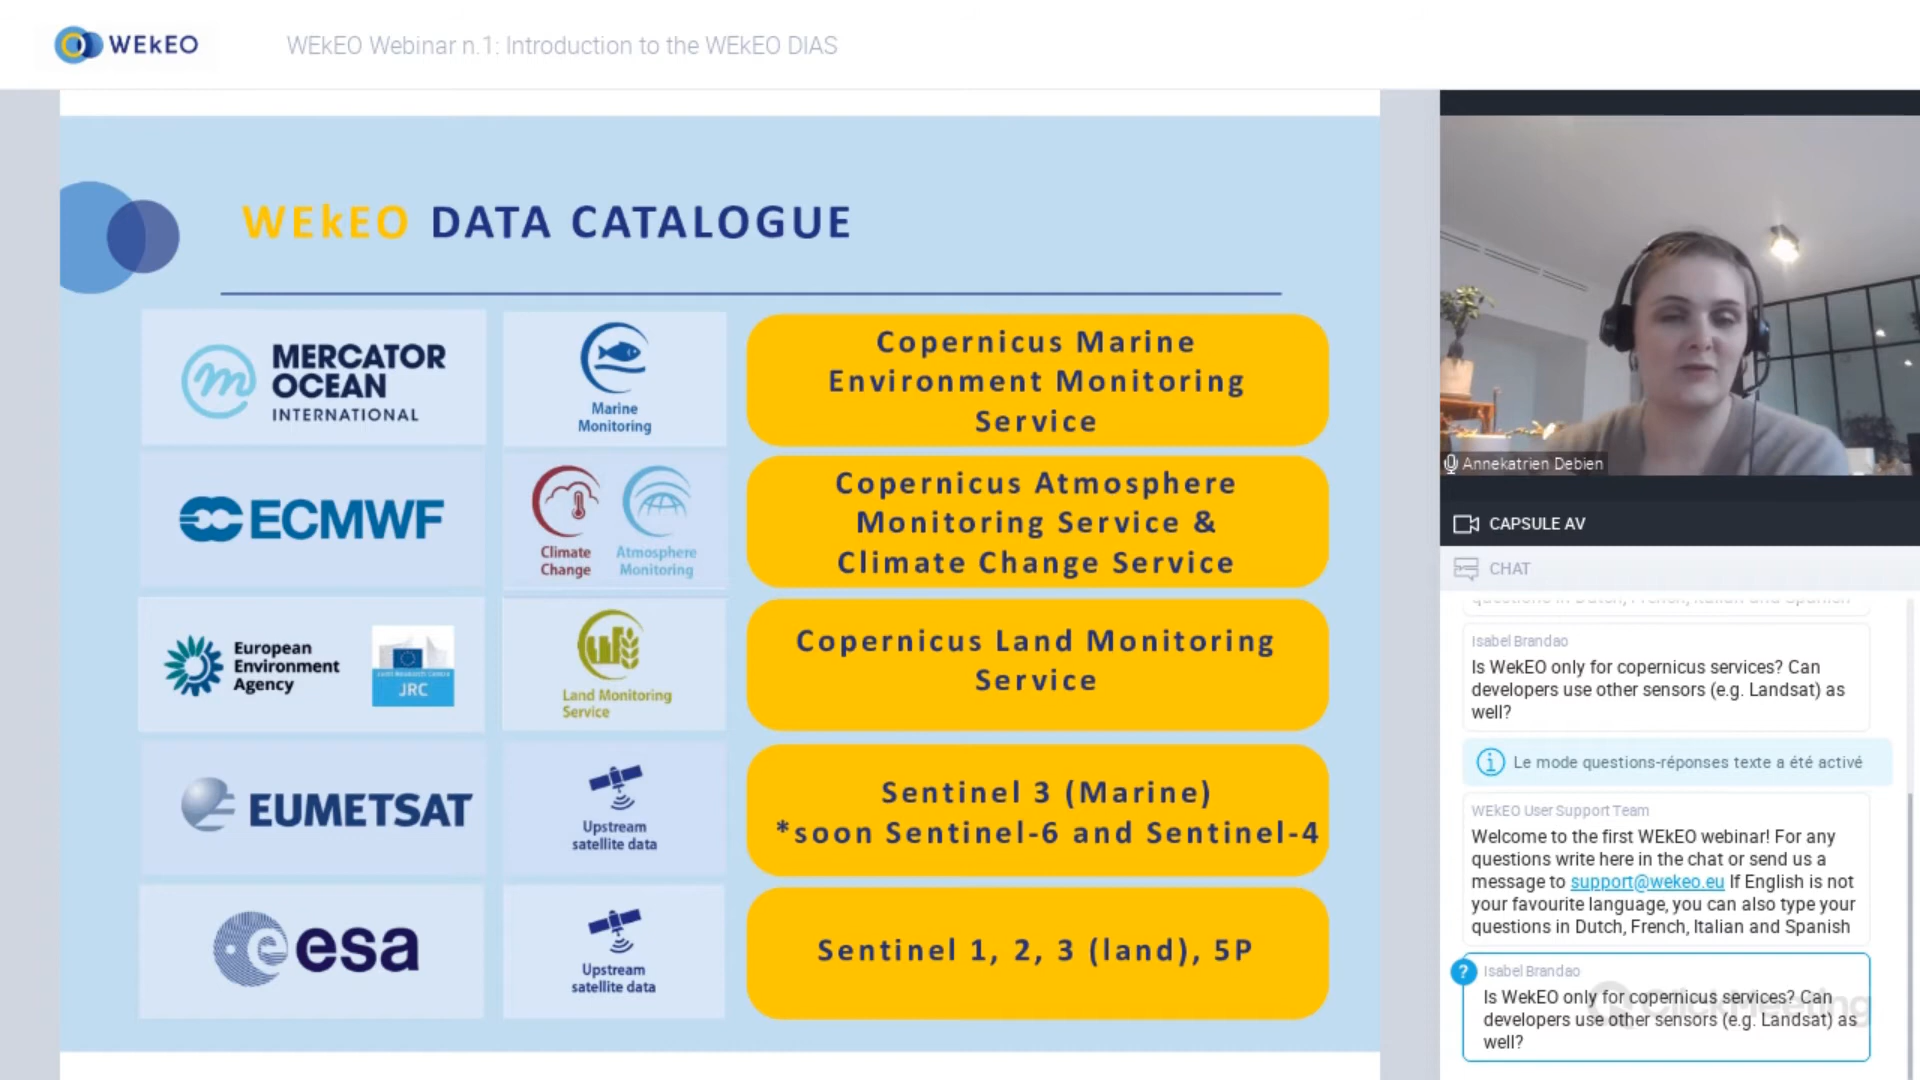 WEkEO
WEkEO Webinar n.1: Introduction to the WEkEO DIAS
WEkEO DATA CATALOGUE
MERCATOR
OCEAN
INTERNATIONAL
Marine
Monitoring
Copernicus Marine
Environment Monitoring
Service
ECMWF
Climate
Change
Atmosphere
Monitoring
Copernicus Atmosphere
Monitoring Service &
Climate Change Service
European
Environment
Agency
JRC
Land Monitoring
Service
Copernicus Land Monitoring
Service
EUMETSAT
Upstream
satellite data
Sentinel 3 (Marine)
*soon Sentinel-6 and Sentinel-4
esa
Upstream
satellite data
Sentinel 1, 2, 3 (land), 5P
Annekatrien Debien
CAPSULE AV
CHAT
questions in Dutch, French, Italian and Spanish
Isabel Brandao
Is WekEO only for copernicus services? Can
developers use other sensors (e.g. Landsat) as
well?
Le mode questions-réponses texte a été activé
WEkEO User Support Team
Welcome to the first WEkEO webinar! For any
questions write here in the chat or send us a
message to support@wekeo.eu If English is not
your favourite language, you can also type your
questions in Dutch, French, Italian and Spanish
?
Isabel Brandao
Is WekEO only for copernicus services? Can
developers use other sensors (e.g. Landsat) as
well?
ClickMeeting